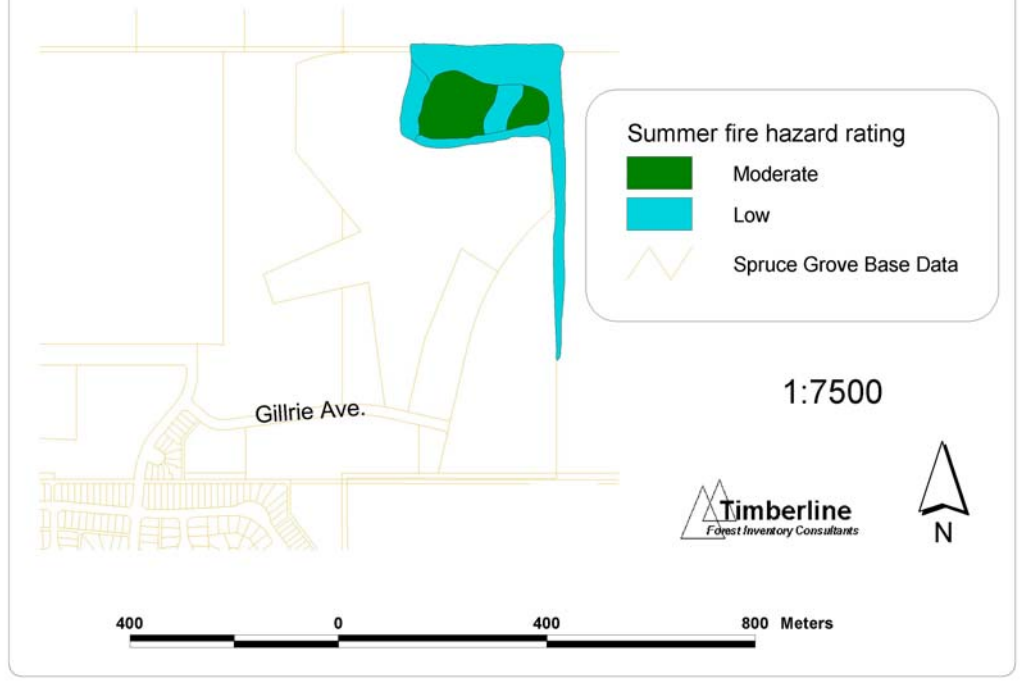 Summer fire hazard rating
Moderate
Low
Spruce Grove Base Data
1:7500
Gillrie Ave.
Timberline
Forest Inventory Consultants
N
400 0 400 800 Meters